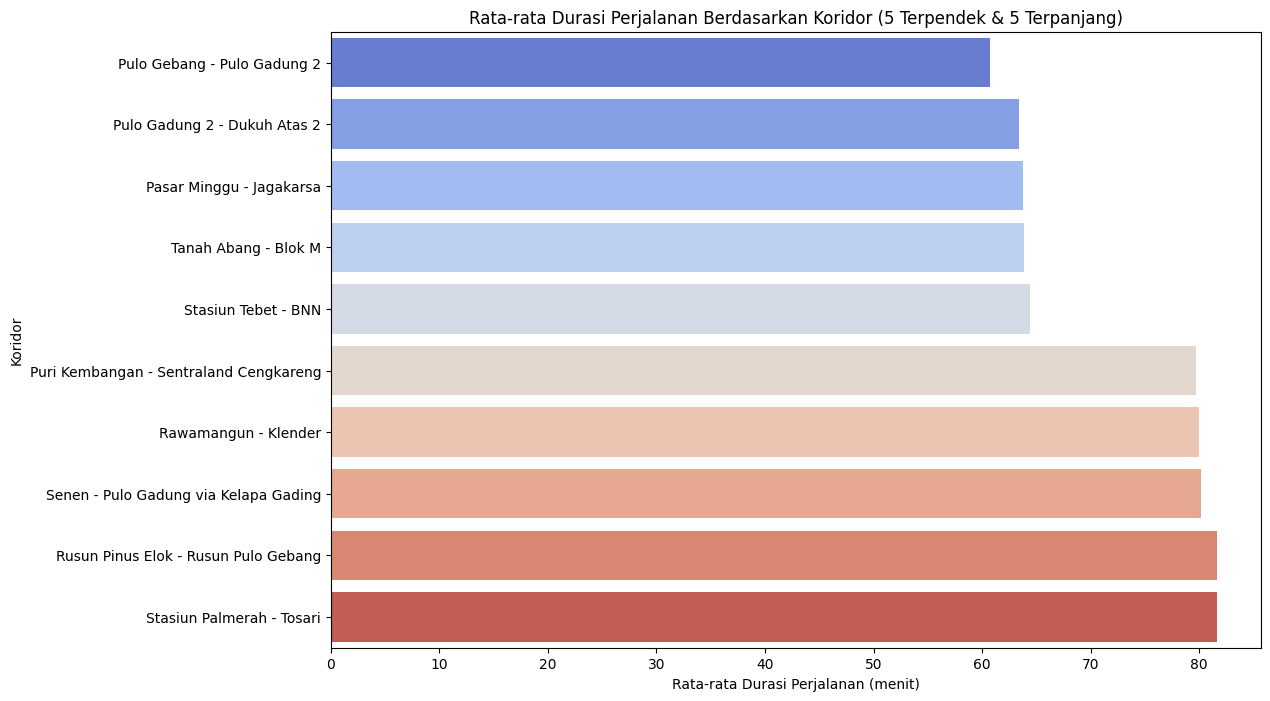 Rata-rata Durasi Perjalanan Berdasarkan Koridor (5 Terpendek & 5 Terpanjang)
Koridor
Pulo Gebang - Pulo Gadung 2
Pulo Gadung 2 - Dukuh Atas 2
Pasar Minggu - Jagakarsa
Tanah Abang - Blok M
Stasiun Tebet - BNN
Puri Kembangan - Sentraland Cengkareng
Rawamangun - Klender
Senen - Pulo Gadung via Kelapa Gading
Rusun Pinus Elok - Rusun Pulo Gebang
Stasiun Palmerah - Tosari
0 10 20 30 40 50 60 70 80
Rata-rata Durasi Perjalanan (menit)